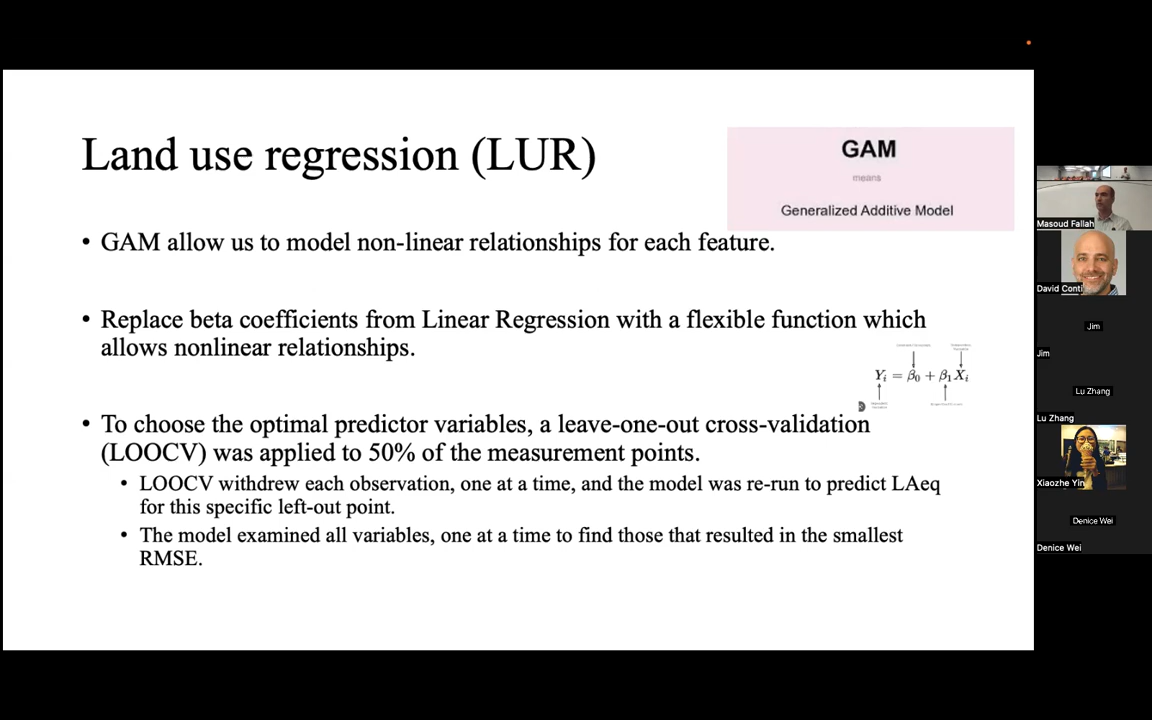 Land use regression (LUR)
GAM
means
Generalized Additive Model
• GAM allow us to model non-linear relationships for each feature.
• Replace beta coefficients from Linear Regression with a flexible function which
allows nonlinear relationships.
Yᵢ = β₀ + β₁Xᵢ
• To choose the optimal predictor variables, a leave-one-out cross-validation
(LOOCV) was applied to 50% of the measurement points.
• LOOCV withdrew each observation, one at a time, and the model was re-run to predict LAeq
for this specific left-out point.
• The model examined all variables, one at a time to find those that resulted in the smallest
RMSE.
Masoud Fallah
David Conti
Jim
Jim
Lu Zhang
Lu Zhang
Xiaozhe Yin
Denice Wei
Denice Wei